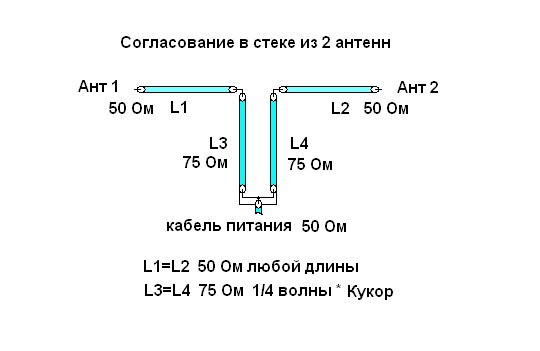 Согласование в стеке из 2 антенн
Ант 1
Ант 2
50 Ом L1
L2 50 Ом
L3
75 Ом
L4
75 Ом
кабель питания 50 Ом
L1=L2 50 Ом любой длины
L3=L4 75 Ом 1/4 волны * Кукор